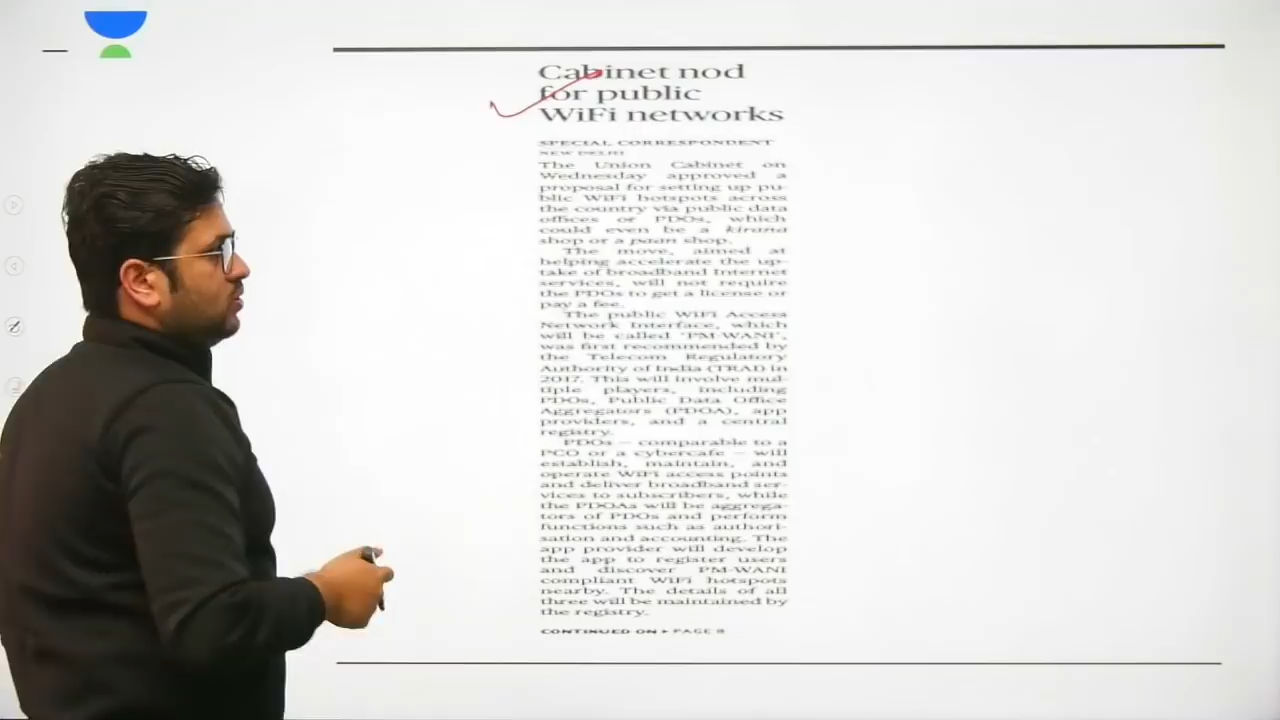 Cabinet nod
for public
WiFi networks
SPECIAL CORRESPONDENT
NEW DELHI
The Union Cabinet on
Wednesday approved a
proposal for setting up pu-
blic WiFi hotspots across
the country via public data
offices or PDOs, which
could even be a kirana
shop or a paan shop.
The move, aimed at
helping accelerate the up-
take of broadband Internet
services, will not require
the PDOs to get a license or
pay a fee.
The public WiFi Access
Network Interface, which
will be called 'PM-WANI',
was first recommended by
the Telecom Regulatory
Authority of India (TRAI) in
2017. This will involve mul-
tiple players, including
PDOs, Public Data Office
Aggregators (PDOA), app
providers, and a central
registry.
PDOs — comparable to a
PCO or a cybercafe — will
establish, maintain, and
operate WiFi access points
and deliver broadband ser-
vices to subscribers, while
the PDOAs will be aggrega-
tors of PDOs and perform
functions such as authori-
sation and accounting. The
app provider will develop
the app to register users
and discover PM-WANI
compliant WiFi hotspots
nearby. The details of all
three will be maintained by
the registry.
CONTINUED ON ▸ PAGE 8